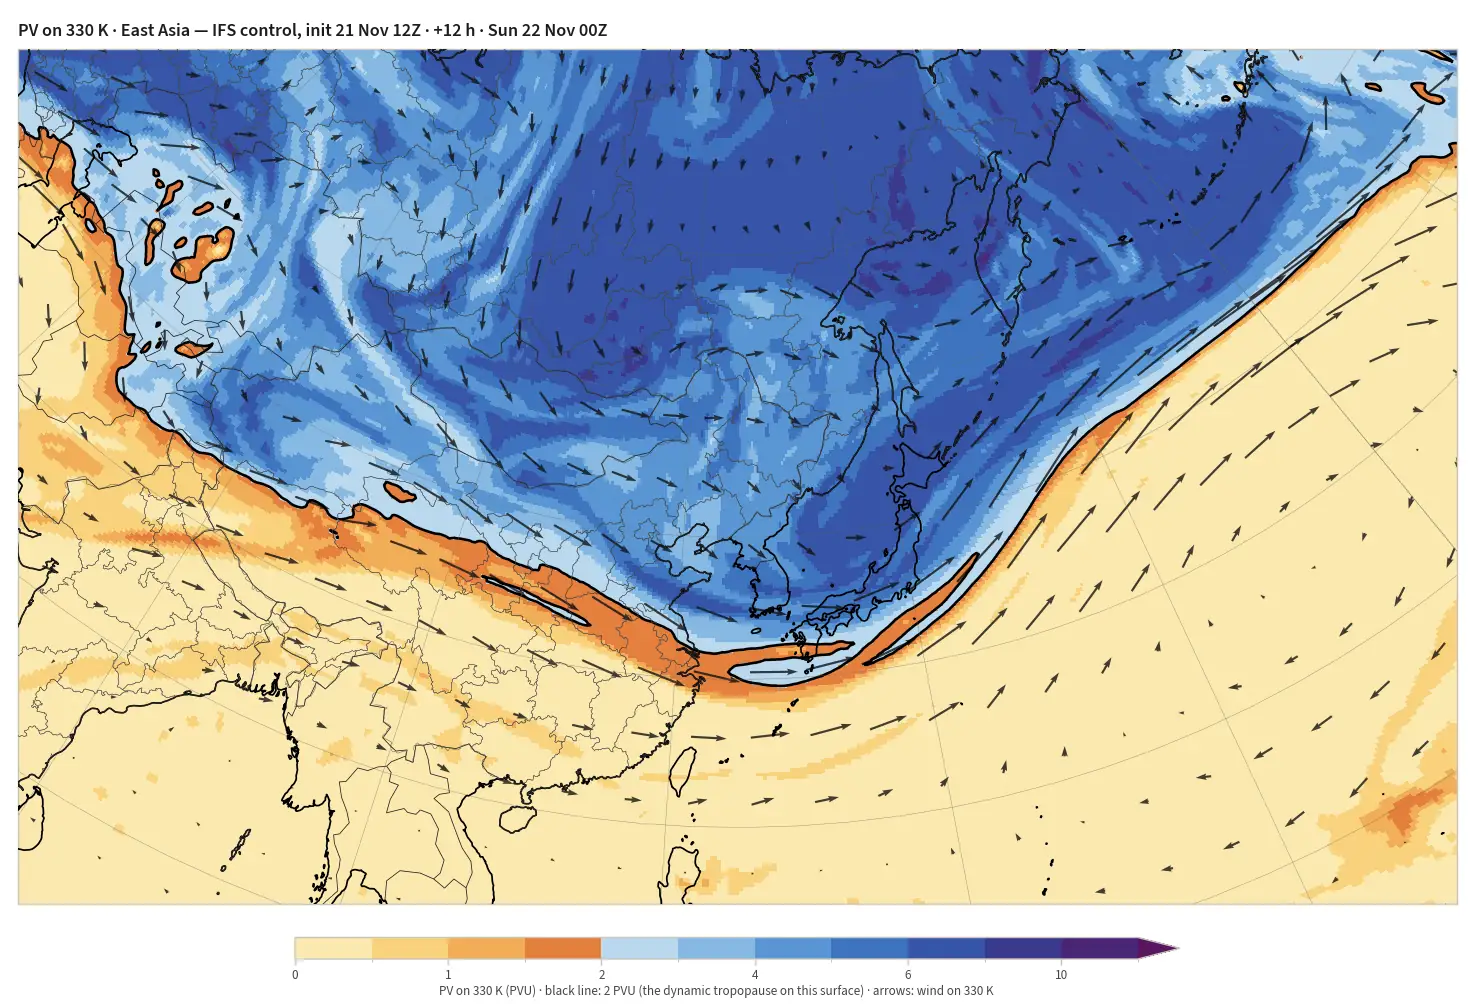 PV on 330 K · East Asia — IFS control, init 21 Nov 12Z · +12 h · Sun 22 Nov 00Z
0 1 2 4 6 10
PV on 330 K (PVU) · black line: 2 PVU (the dynamic tropopause on this surface) · arrows: wind on 330 K